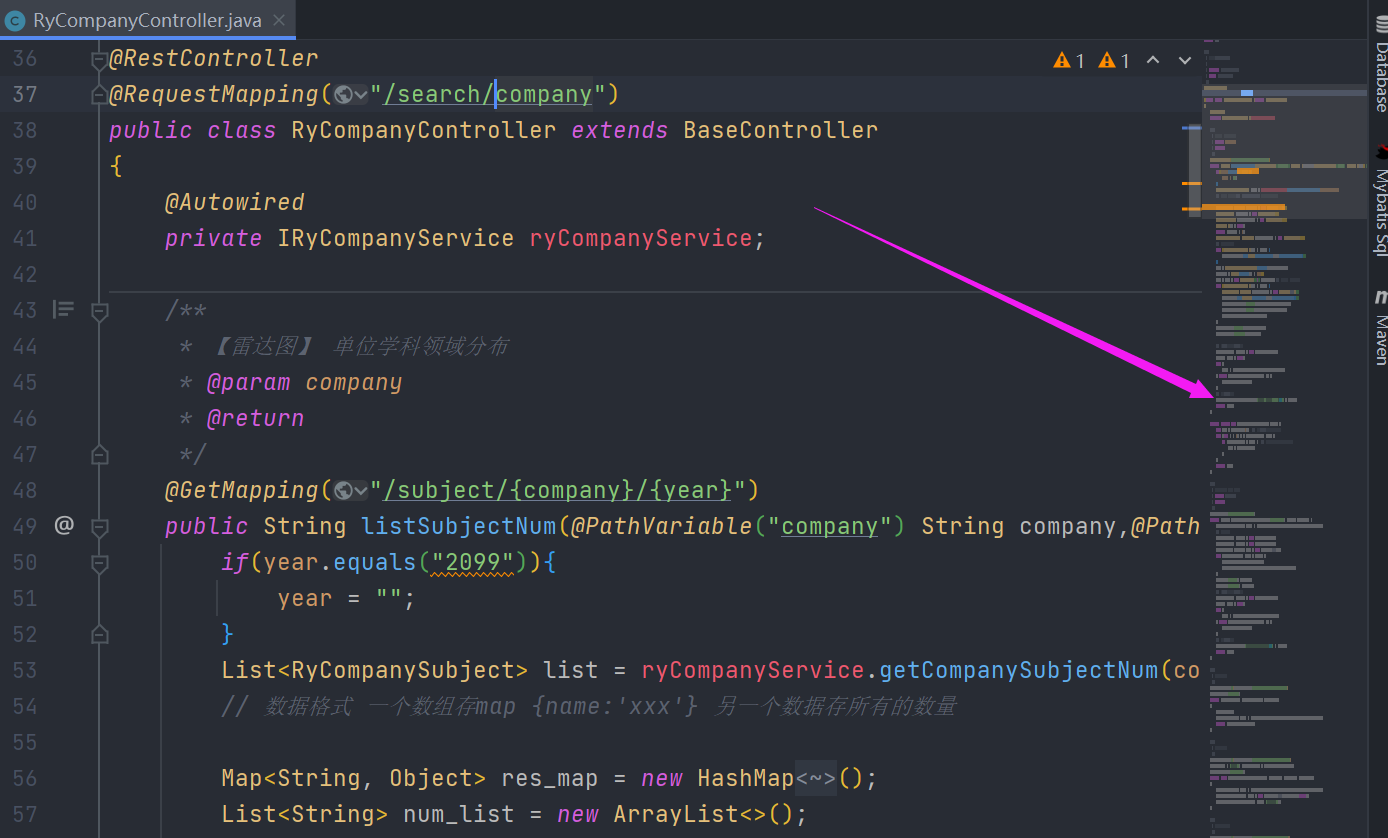 RyCompanyController.java
36 @RestController
1 1
37 @RequestMapping("/search/company")
38 public class RyCompanyController extends BaseController
39 {
40 @Autowired
41 private IRyCompanyService ryCompanyService;
42
43 /**
44 * 【雷达图】 单位学科领域分布
45 * @param company
46 * @return
47 */
48 @GetMapping("/subject/{company}/{year}")
49 @ public String listSubjectNum(@PathVariable("company") String company,@Path
50 if(year.equals("2099")){
51 year = "";
52 }
53 List<RyCompanySubject> list = ryCompanyService.getCompanySubjectNum(co
54 // 数据格式 一个数组存map {name:'xxx'} 另一个数据存所有的数量
55
56 Map<String, Object> res_map = new HashMap<~>();
57 List<String> num_list = new ArrayList<>();
Database
Mybatis Sql
m Maven